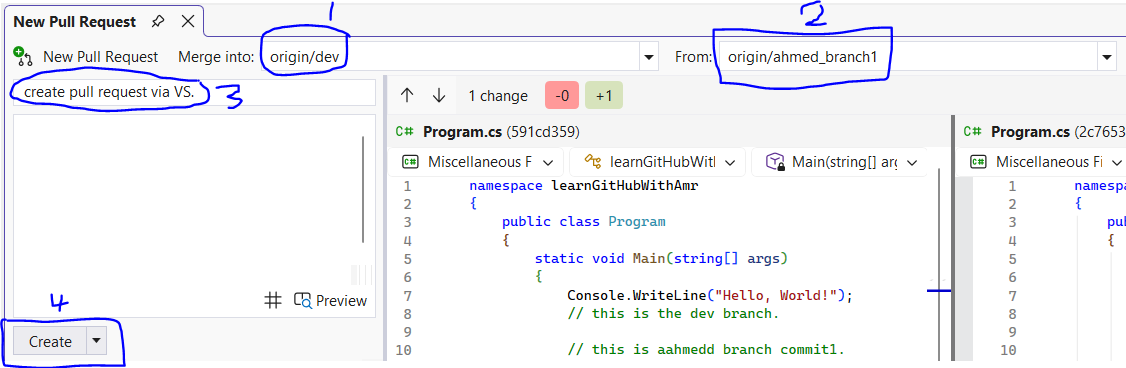 1
2
New Pull Request
New Pull Request Merge into: origin/dev From: origin/ahmed_branch1
create pull request via VS. 3
1 change -0 +1
C# Program.cs (591cd359)
C# Program.cs (2c7653
C# Miscellaneous F learnGitHubWitl Main(string[] arg
C# Miscellaneous Fi
1 namespace learnGitHubWithAmr
2 {
3 public class Program
4 {
5 static void Main(string[] args)
6 {
7 Console.WriteLine("Hello, World!");
8 // this is the dev branch.
9
10 // this is aahmedd branch commit1.
1 namespa
2 {
3 pu
4 {
5
6
7
8
9
10
# Preview
4
Create